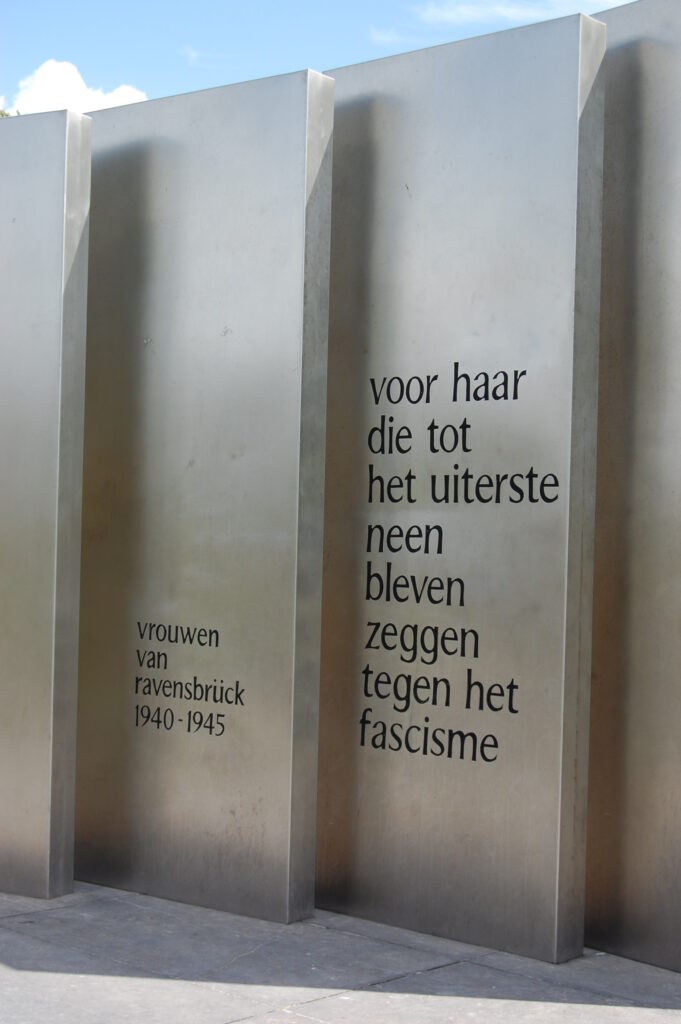 vrouwen
van
ravensbrück
1940-1945
voor haar
die tot
het uiterste
neen
bleven
zeggen
tegen het
fascisme